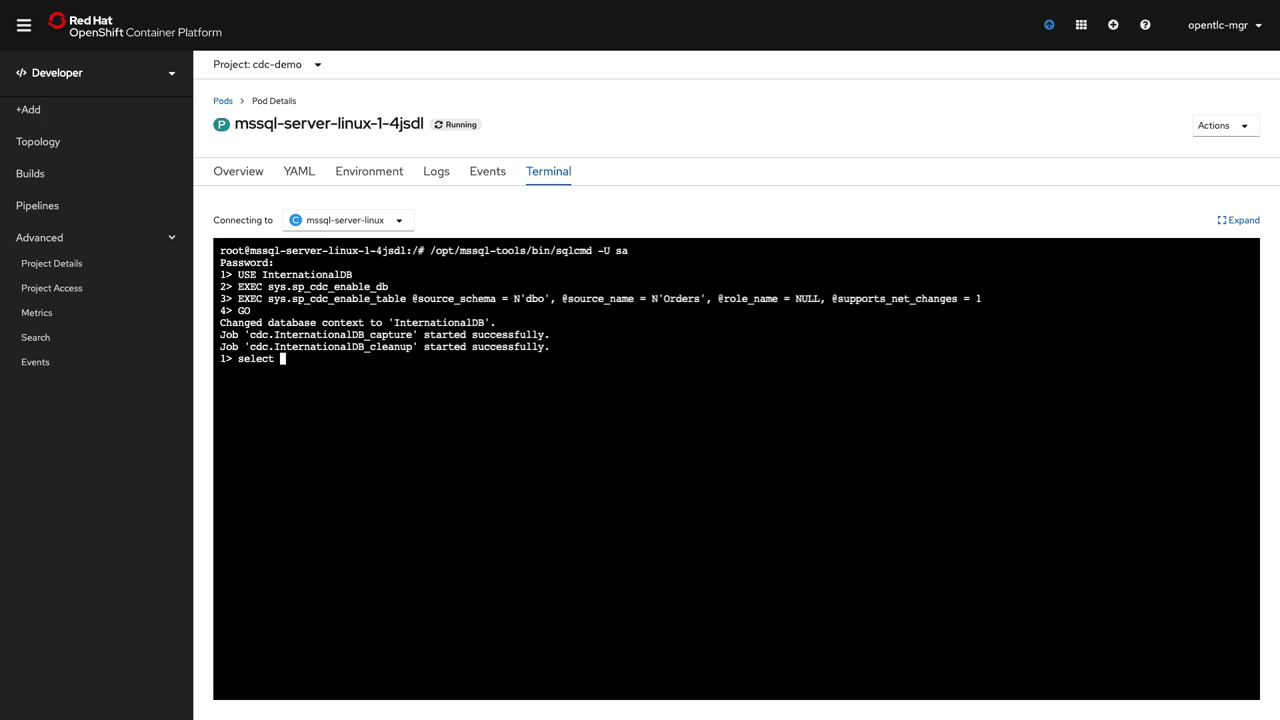 Red Hat
OpenShift Container Platform
opentlc-mgr
Developer
+Add
Topology
Builds
Pipelines
Advanced
Project Details
Project Access
Metrics
Search
Events
Project: cdc-demo
Pods > Pod Details
P mssql-server-linux-1-4jsdl Running
Actions
Overview YAML Environment Logs Events Terminal
Connecting to C mssql-server-linux
Expand
root@mssql-server-linux-1-4jsdl:/# /opt/mssql-tools/bin/sqlcmd -U sa
Password:
1> USE InternationalDB
2> EXEC sys.sp_cdc_enable_db
3> EXEC sys.sp_cdc_enable_table @source_schema = N'dbo', @source_name = N'Orders', @role_name = NULL, @supports_net_changes = 1
4> GO
Changed database context to 'InternationalDB'.
Job 'cdc.InternationalDB_capture' started successfully.
Job 'cdc.InternationalDB_cleanup' started successfully.
1> select